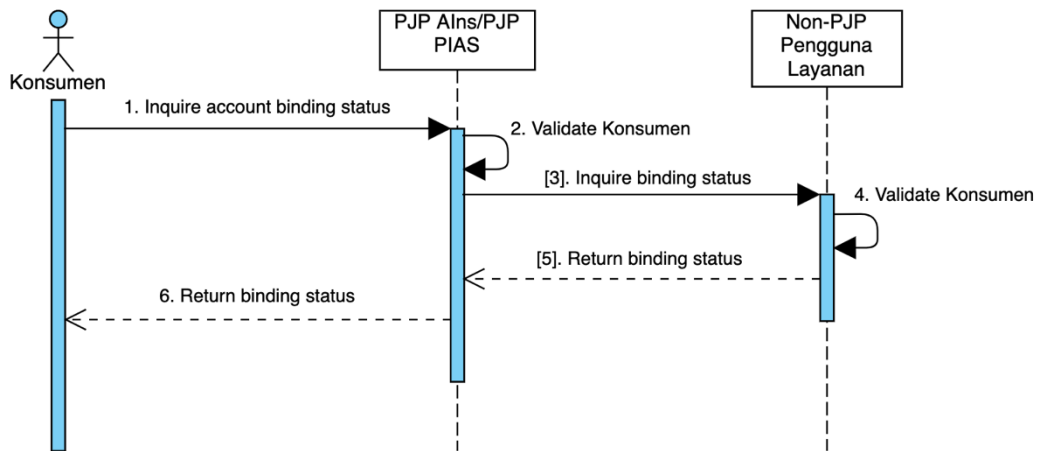 Konsumen
PJP AIns/PJP
PIAS
Non-PJP
Pengguna
Layanan
1. Inquire account binding status
2. Validate Konsumen
[3]. Inquire binding status
4. Validate Konsumen
[5]. Return binding status
6. Return binding status